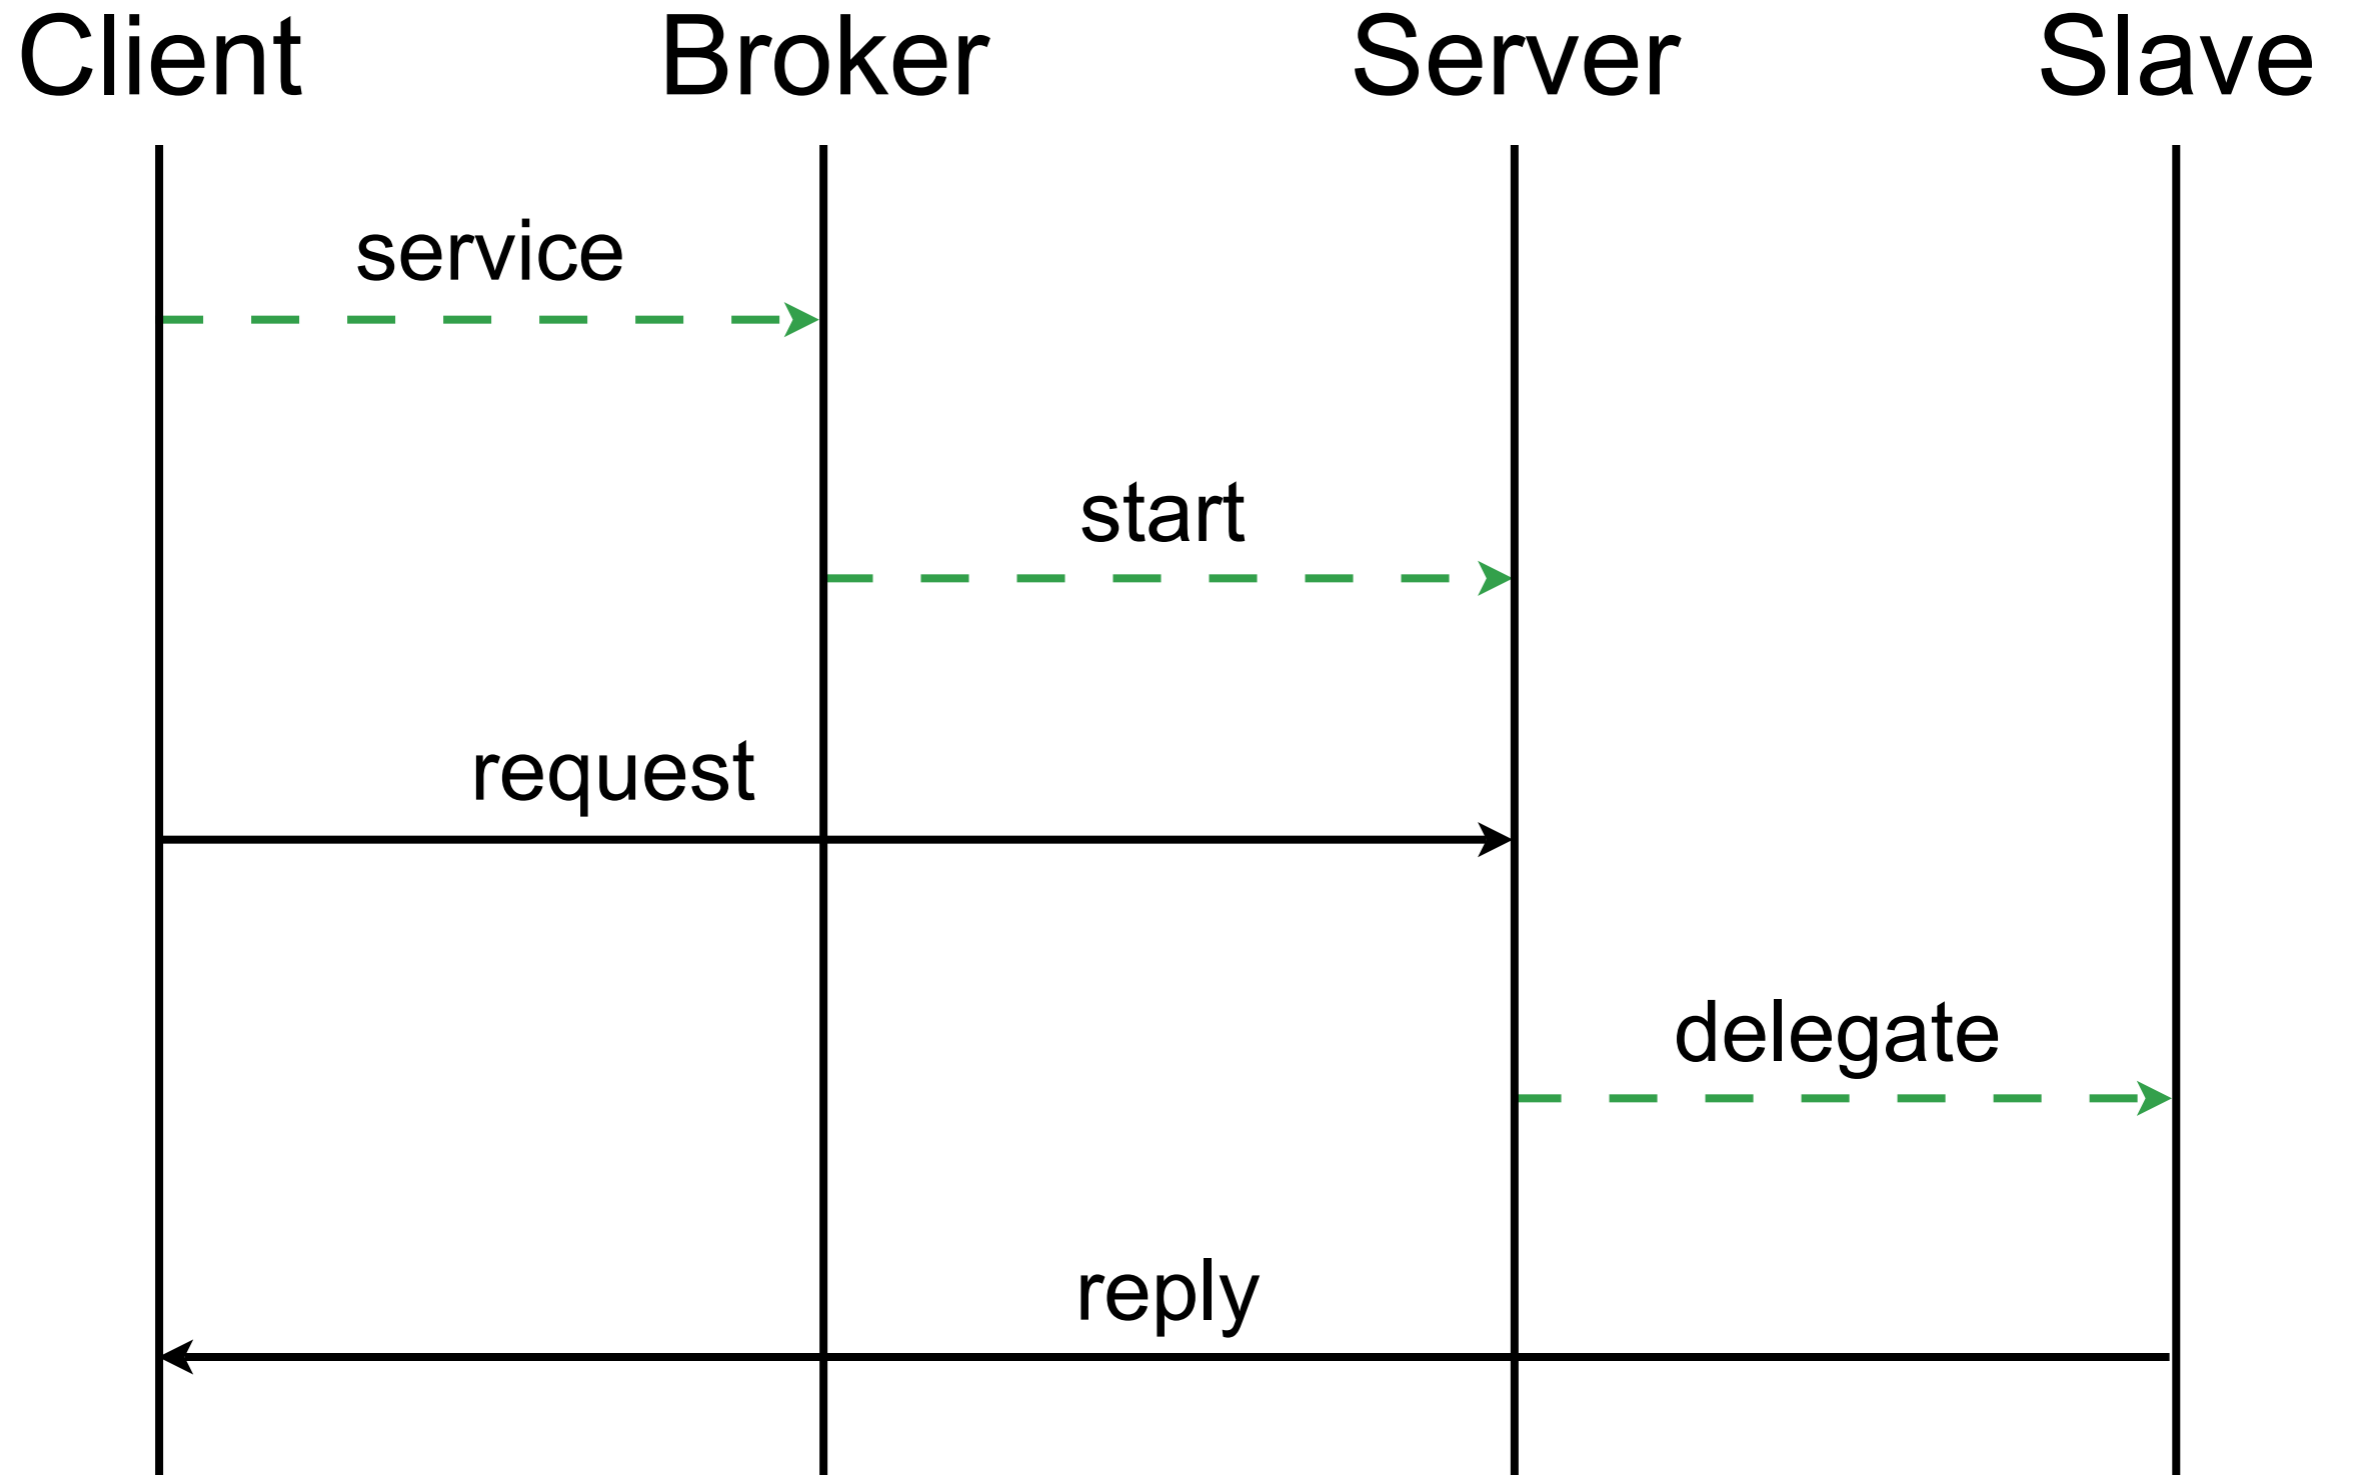 Client Broker Server Slave
service
start
request
delegate
reply